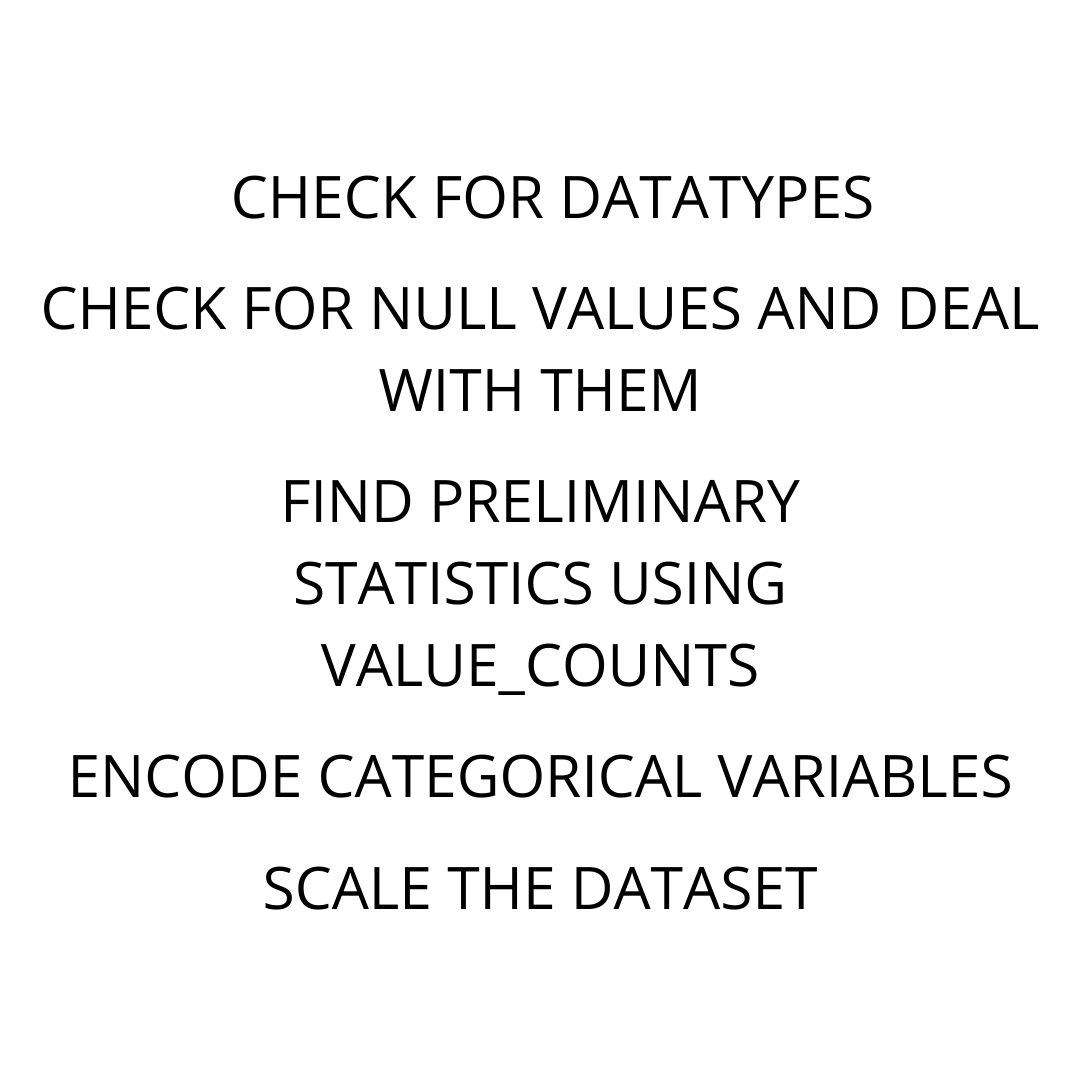 CHECK FOR DATATYPES
CHECK FOR NULL VALUES AND DEAL
WITH THEM
FIND PRELIMINARY
STATISTICS USING
VALUE_COUNTS
ENCODE CATEGORICAL VARIABLES
SCALE THE DATASET